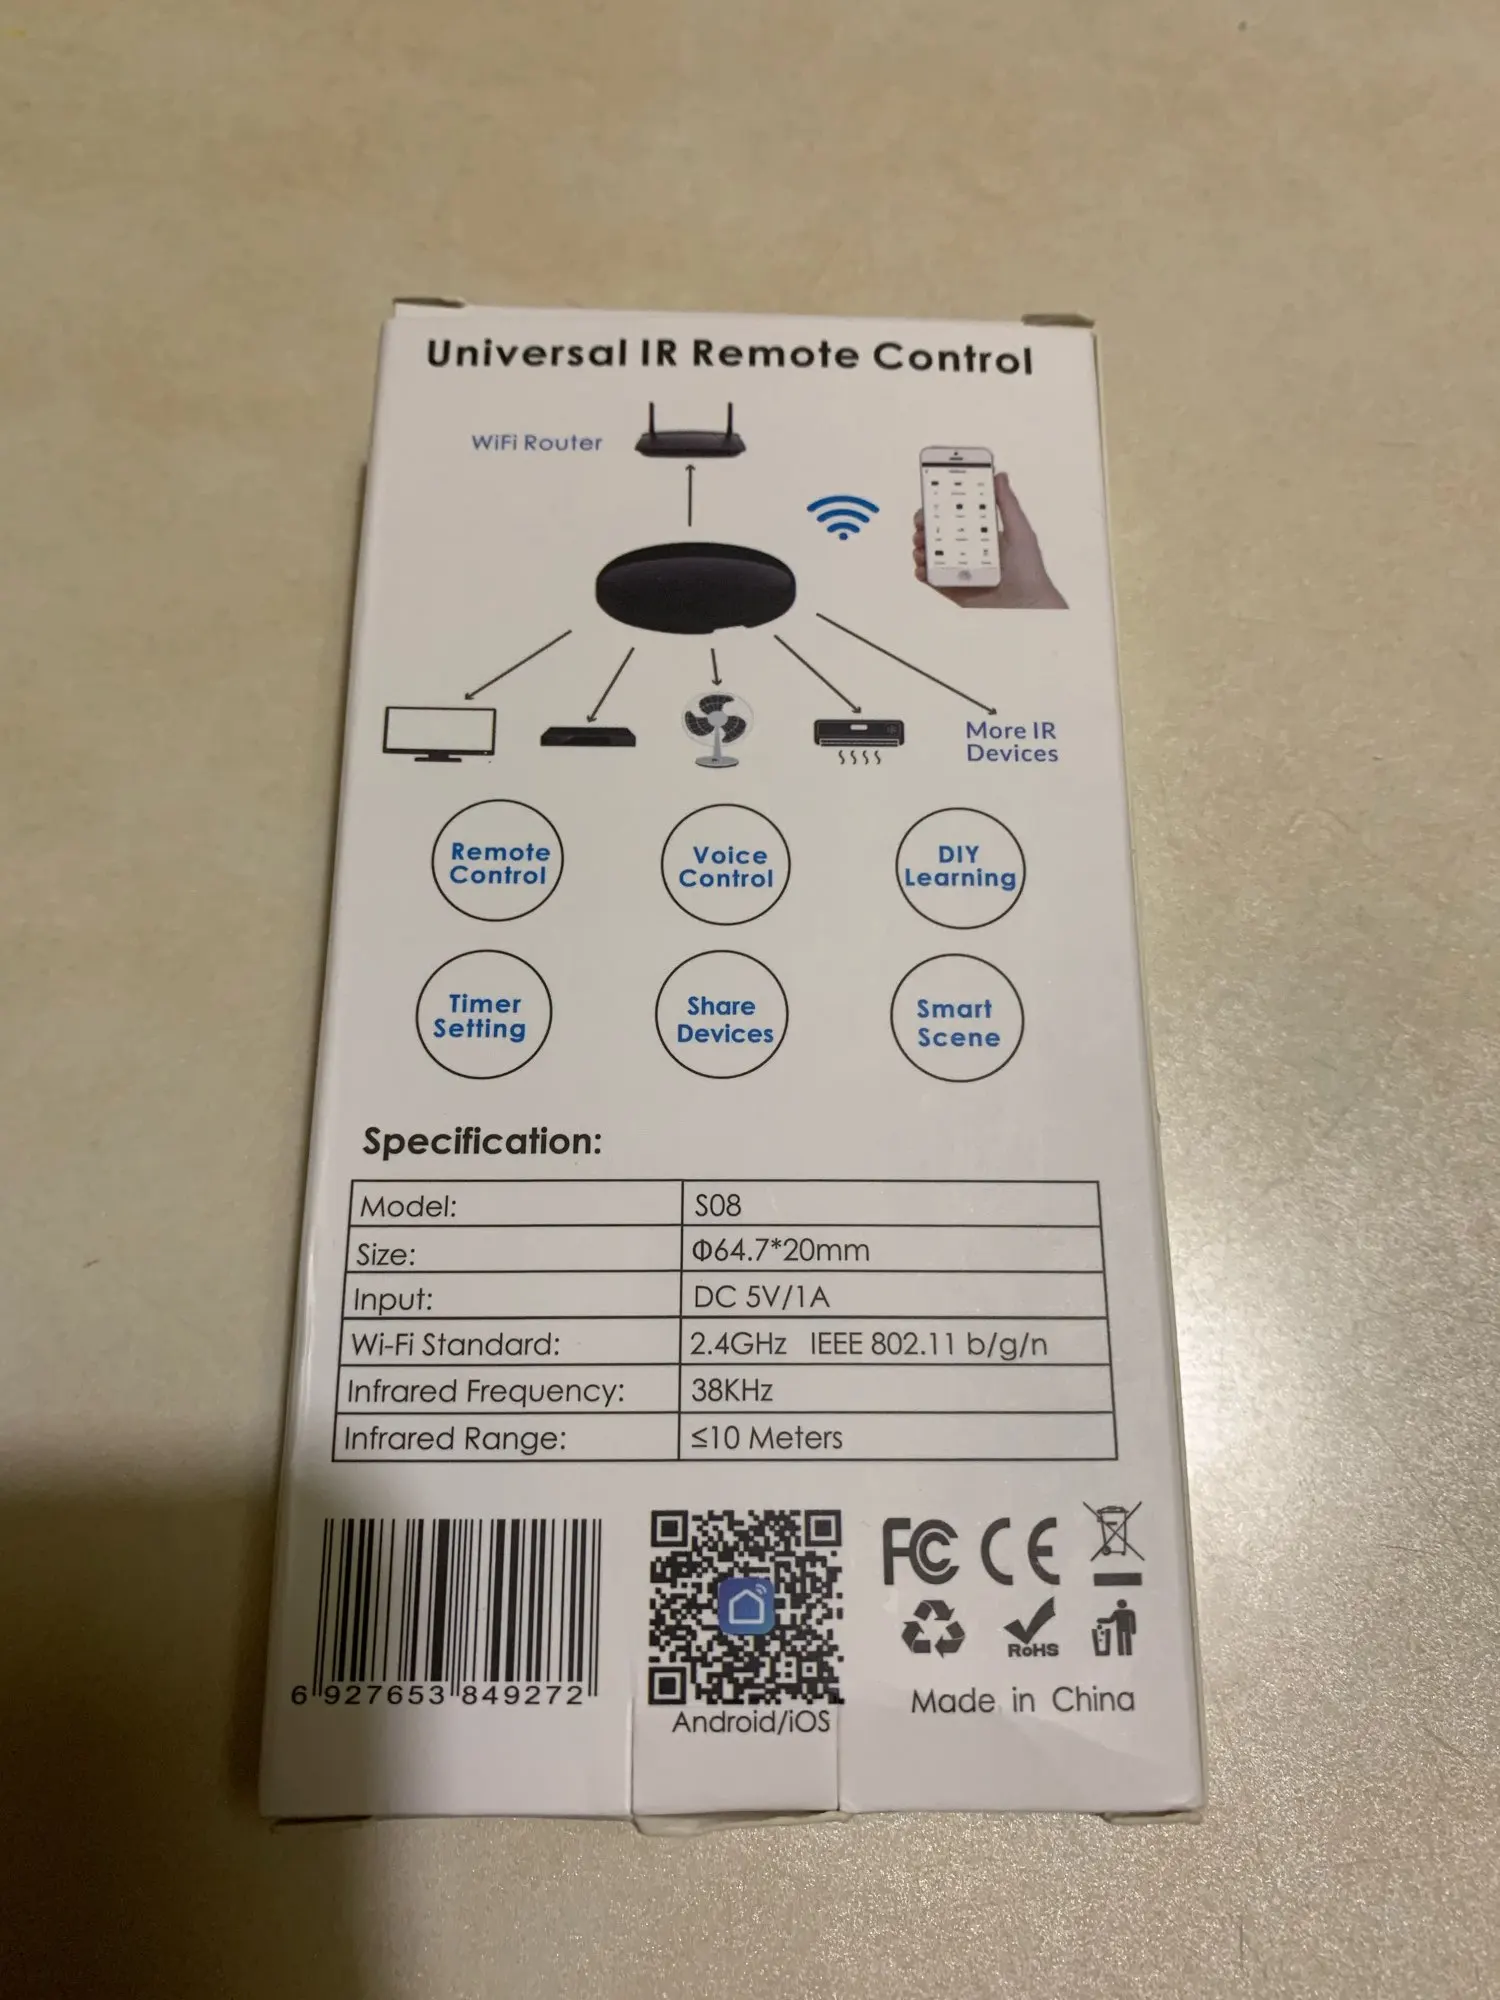 Universal IR Remote Control
WiFi Router
More IR
Devices
Remote
Control
Voice
Control
DIY
Learning
Timer
Setting
Share
Devices
Smart
Scene
Specification:
Model: S08
Size: Φ64.7*20mm
Input: DC 5V/1A
Wi-Fi Standard: 2.4GHz IEEE 802.11 b/g/n
Infrared Frequency: 38KHz
Infrared Range: ≤10 Meters
6 927653 849272
Android/iOS
FC CE
RoHS
Made in China